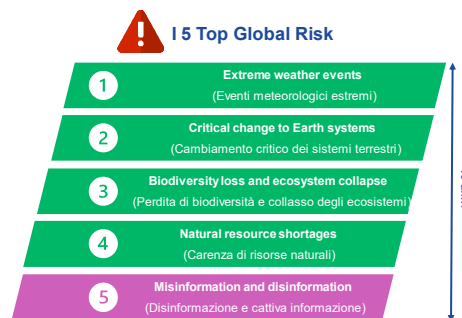 I 5 Top Global Risk
1
Extreme weather events
(Eventi meteorologici estremi)
2
Critical change to Earth systems
(Cambiamento critico dei sistemi terrestri)
3
Biodiversity loss and ecosystem collapse
(Perdita di biodiversità e collasso degli ecosistemi)
4
Natural resource shortages
(Carenza di risorse naturali)
5
Misinformation and disinformation
(Disinformazione e cattiva informazione)